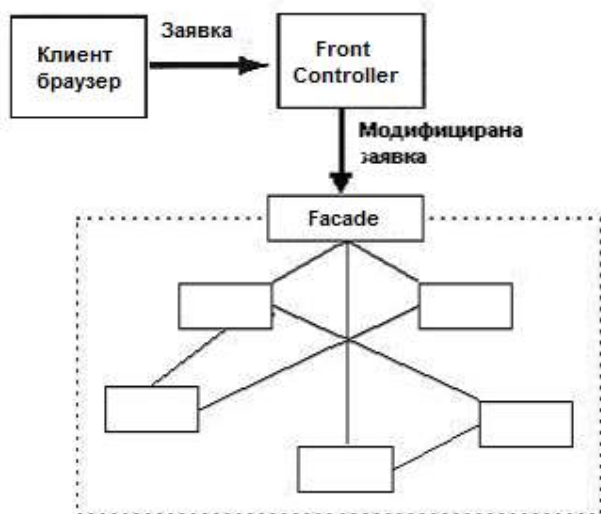 Заявка
Клиент
браузер
Front
Controller
Модифицирана
заявка
Facade